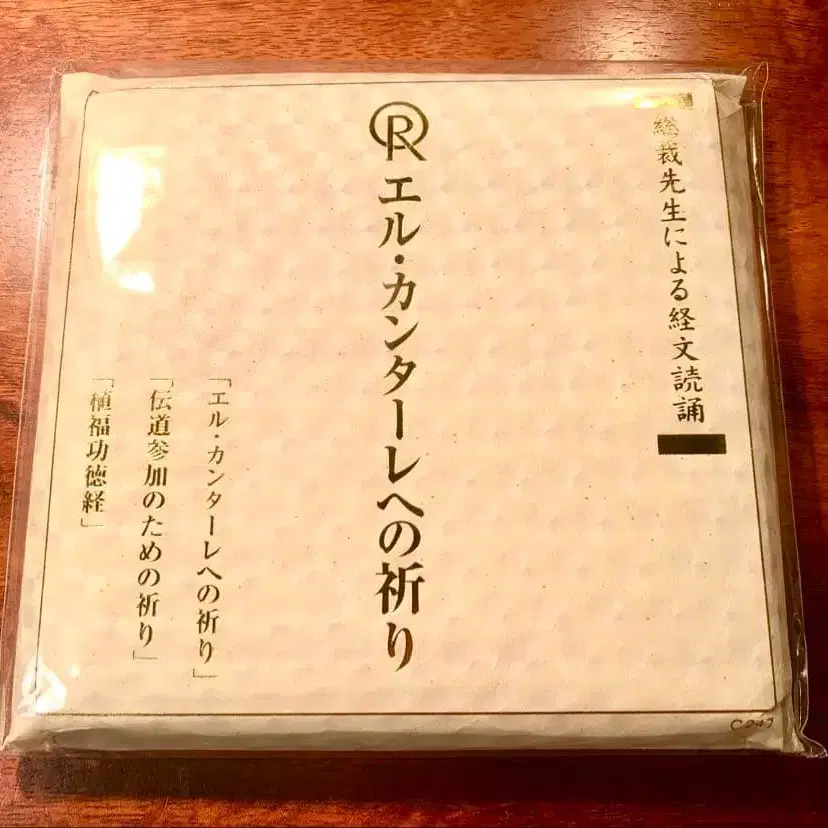 総裁先生による経文読誦
エル・カンターレへの祈り
「エル・カンターレへの祈り」
「伝道参加のための祈り」
「植福功徳経」